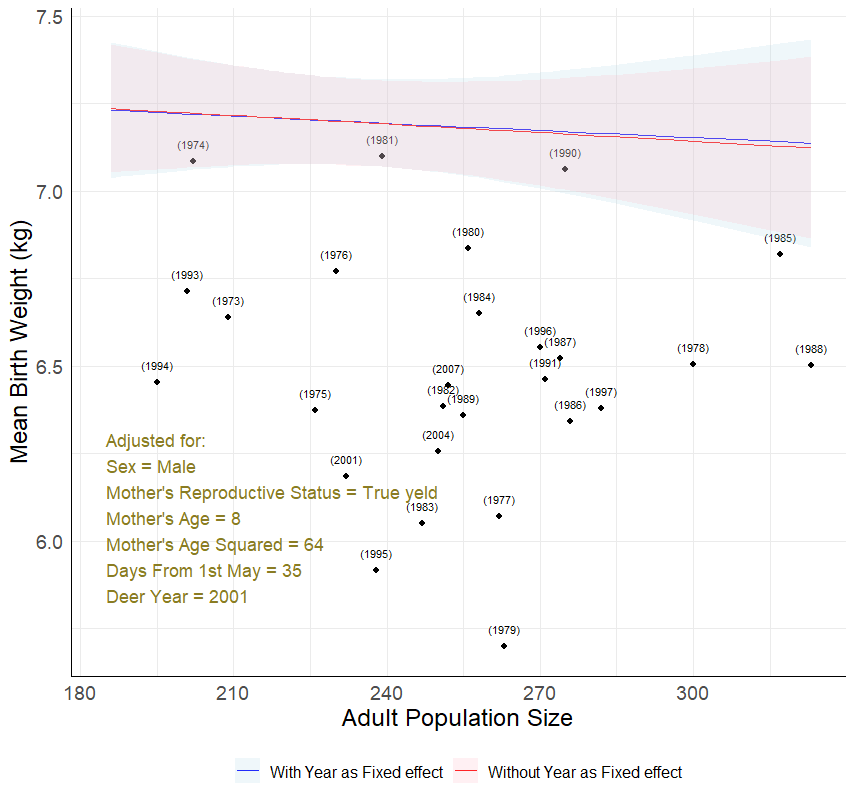 7.5
(1974)
(1981)
(1990)
7.0
(1980)
(1985)
(1976)
(1993)
(1984)
(1973)
(1996)
(1987)
(1978)
(1988)
6.5
(1994)
(2007)
(1991)
(1975)
(1982)
(1989)
(1986)
(1997)
(2004)
(2001)
(1983)
(1977)
6.0
(1995)
(1979)
Mean Birth Weight (kg)
Adjusted for:
Sex = Male
Mother's Reproductive Status = True yeld
Mother's Age = 8
Mother's Age Squared = 64
Days From 1st May = 35
Deer Year = 2001
180 210 240 270 300
Adult Population Size
With Year as Fixed effect Without Year as Fixed effect